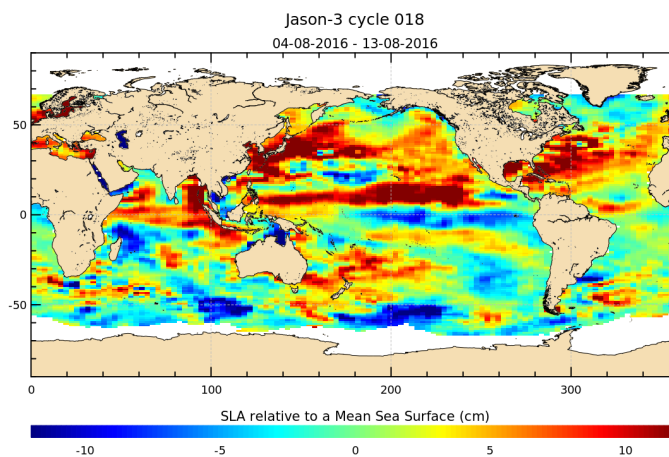 Jason-3 cycle 018
04-08-2016 - 13-08-2016
50
0
-50
0 100 200 300
SLA relative to a Mean Sea Surface (cm)
-10 -5 0 5 10